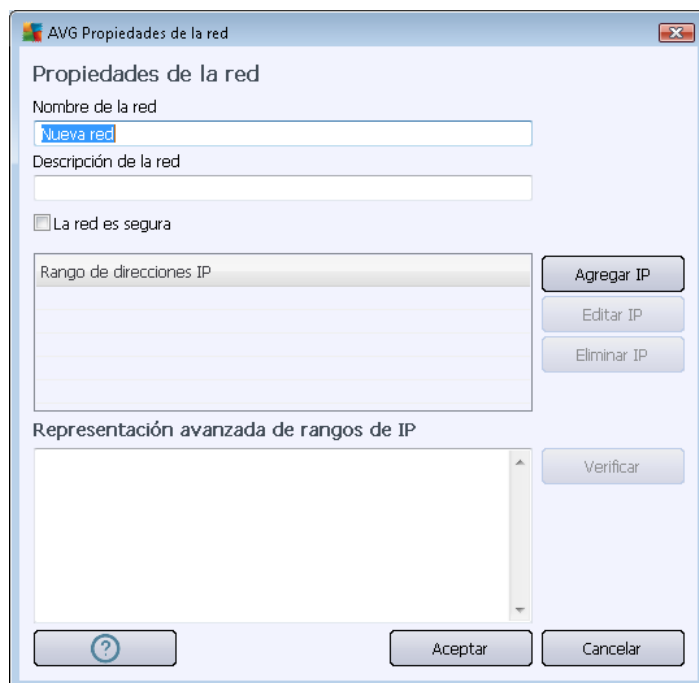 AVG Propiedades de la red
Propiedades de la red
Nombre de la red
Nueva red
Descripción de la red
La red es segura
Rango de direcciones IP
Agregar IP
Editar IP
Eliminar IP
Representación avanzada de rangos de IP
Verificar
?
Aceptar
Cancelar